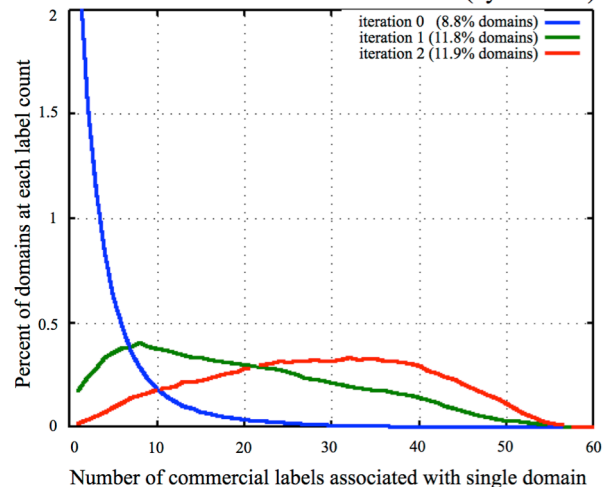 iteration 0 (8.8% domains)
iteration 1 (11.8% domains)
iteration 2 (11.9% domains)
Percent of domains at each label count
2
1.5
1
0.5
0
0 10 20 30 40 50 60
Number of commercial labels associated with single domain